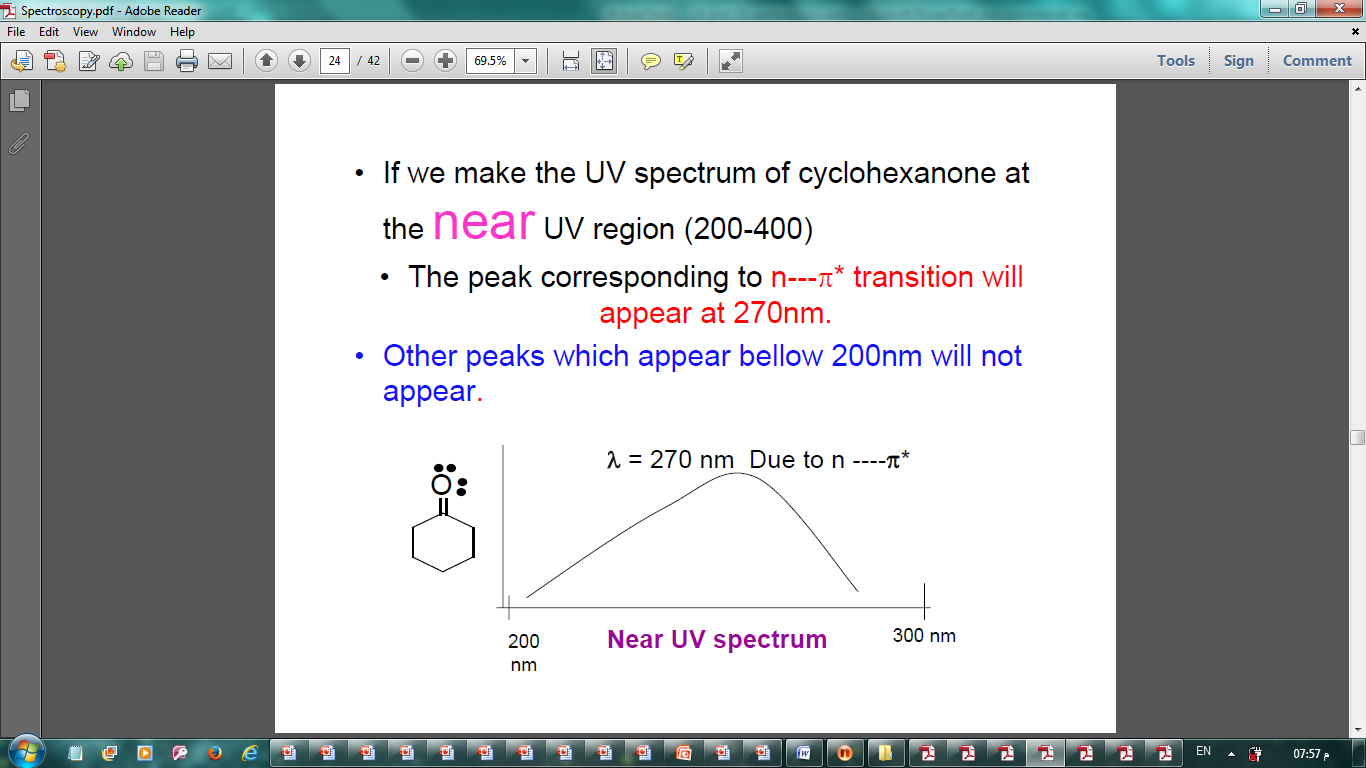 Spectroscopy.pdf - Adobe Reader
File Edit View Window Help
24 / 42 69.5% Tools Sign Comment
• If we make the UV spectrum of cyclohexanone at
the near UV region (200-400)
• The peak corresponding to n---π* transition will
appear at 270nm.
• Other peaks which appear bellow 200nm will not
appear.
λ = 270 nm Due to n ----π*
O
200
nm
Near UV spectrum
300 nm
EN 07:57 م